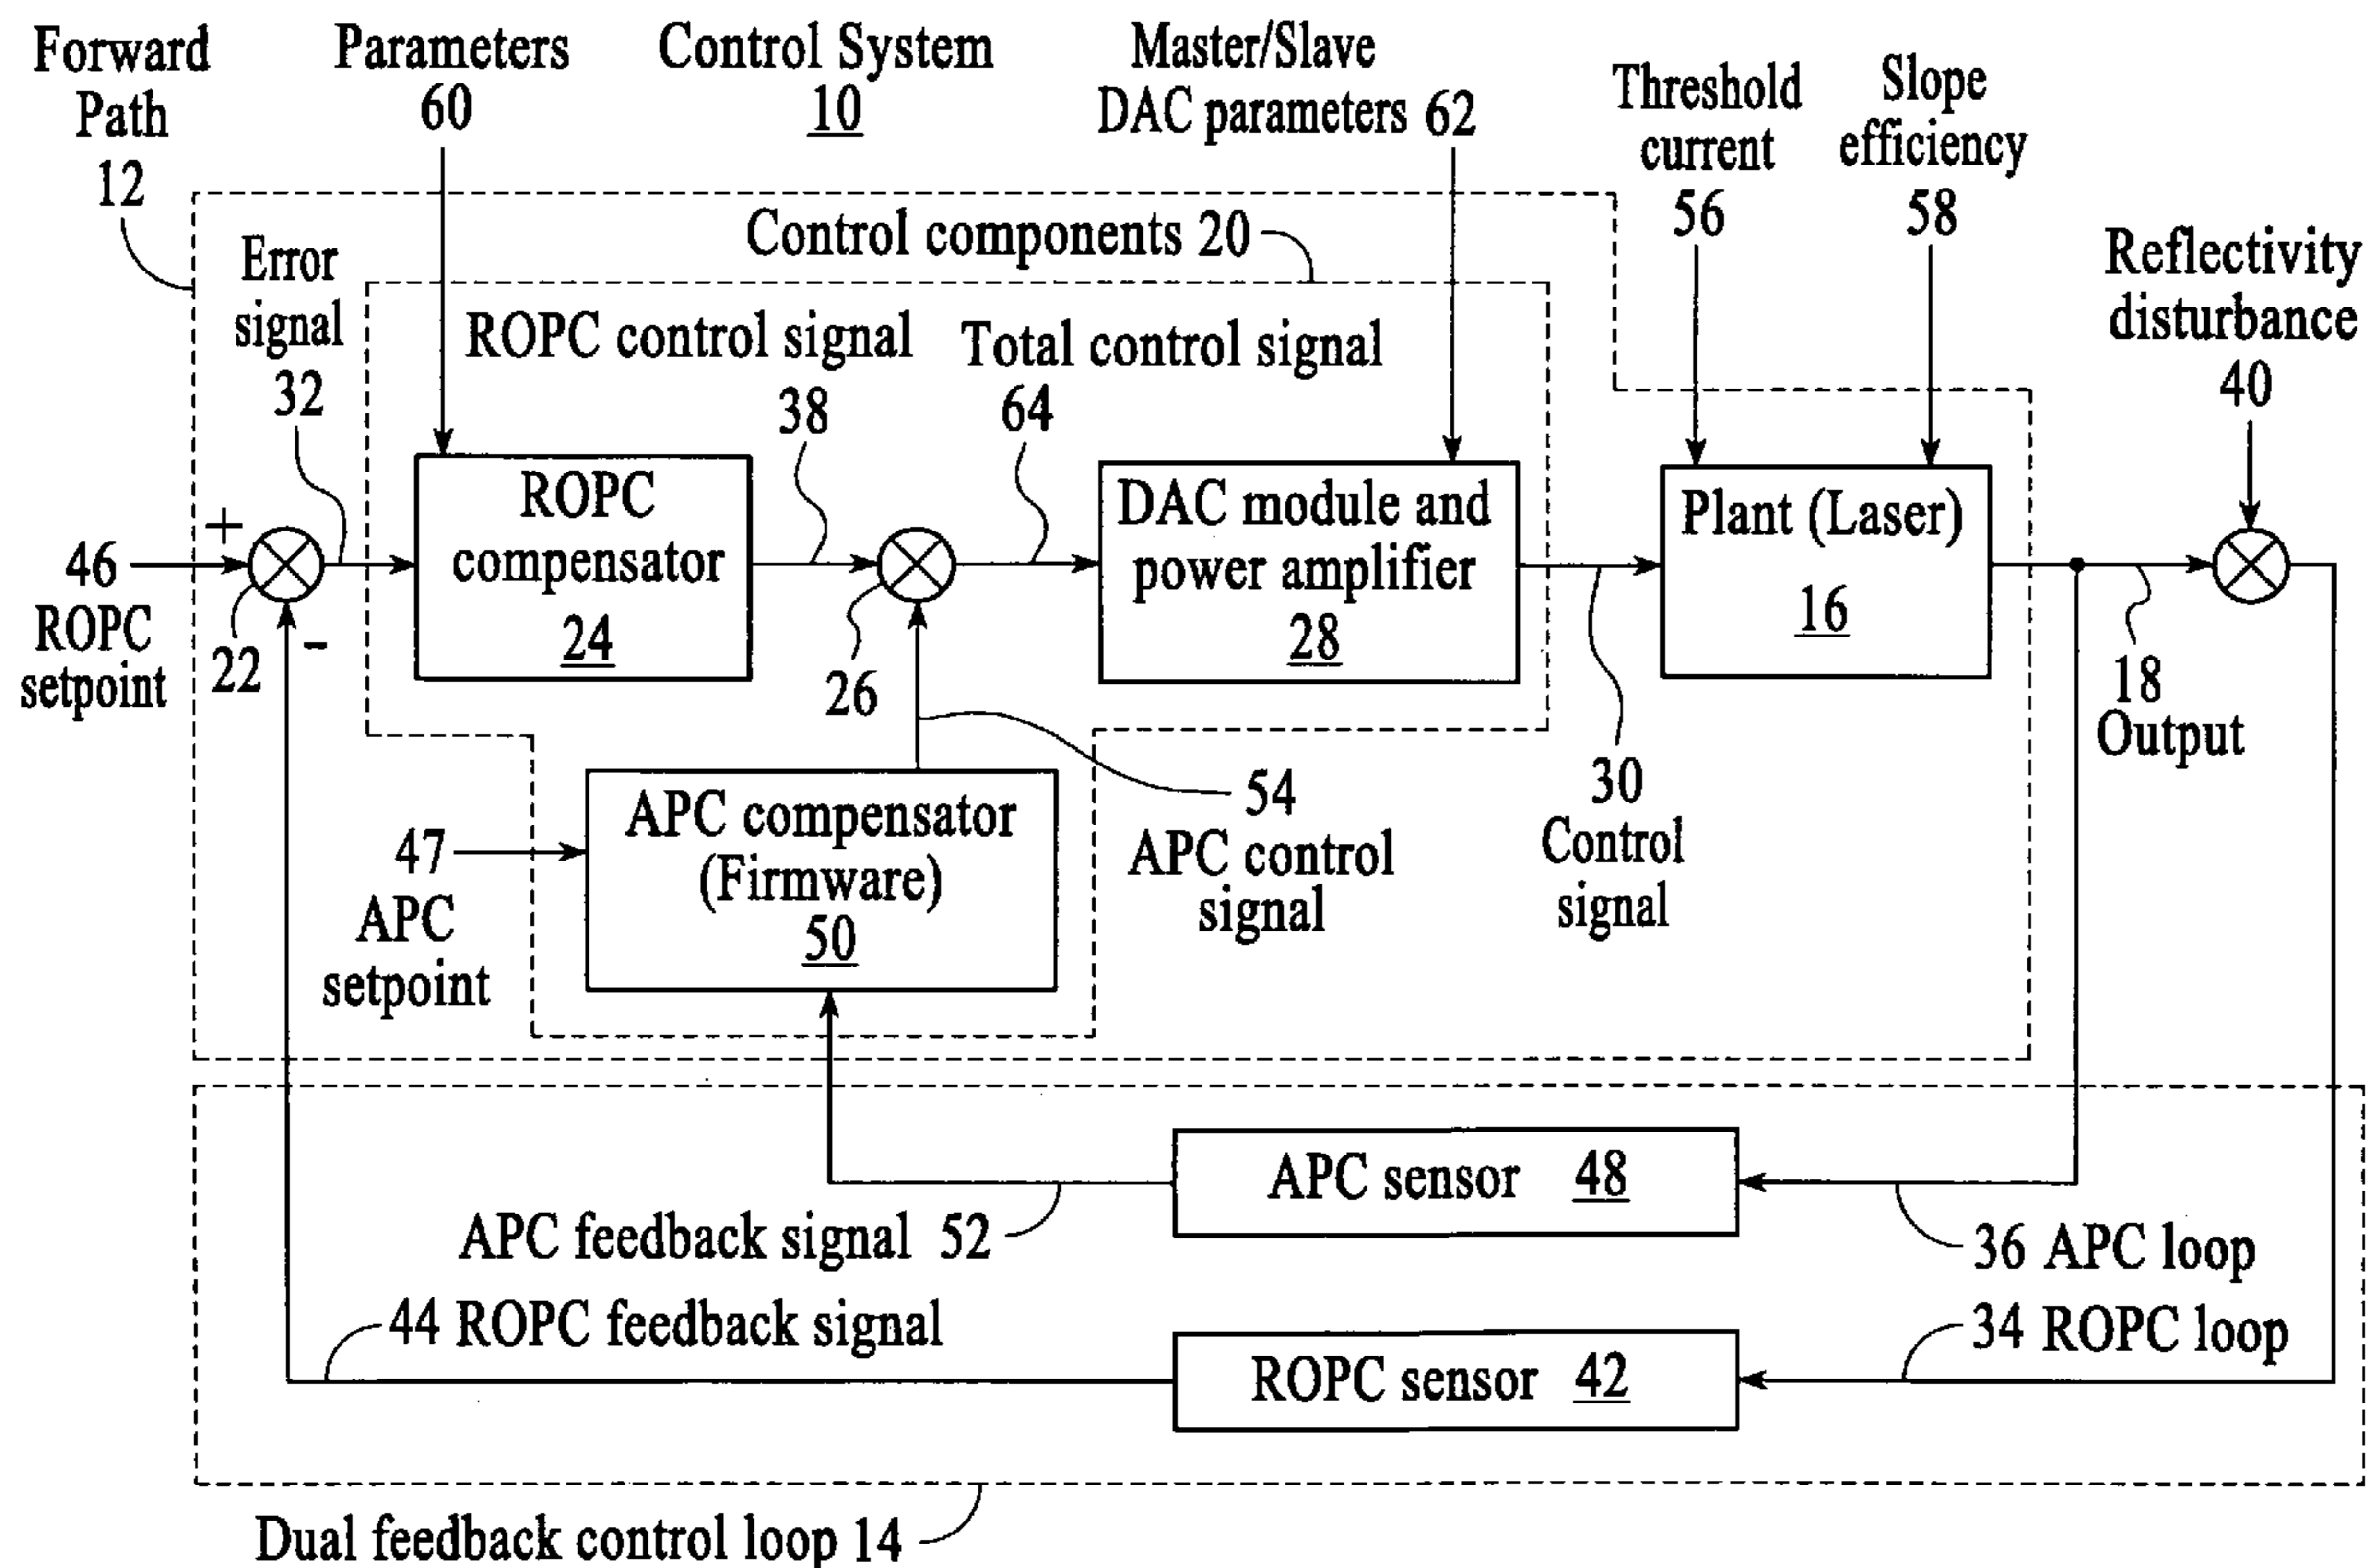 Forward
Path
12
Parameters
60
Control System
10
Master/Slave
DAC parameters 62
Threshold
current
56
Slope
efficiency
58
Reflectivity
disturbance
40
Control components 20
Error
signal
32
ROPC control signal
38
Total control signal
64
+
46
ROPC
setpoint
-
22
ROPC
compensator
24
26
DAC module and
power amplifier
28
Plant (Laser)
16
18
Output
30
Control
signal
47
APC
setpoint
APC compensator
(Firmware)
50
54
APC control
signal
APC sensor 48
APC feedback signal 52
36 APC loop
44 ROPC feedback signal
34 ROPC loop
ROPC sensor 42
Dual feedback control loop 14